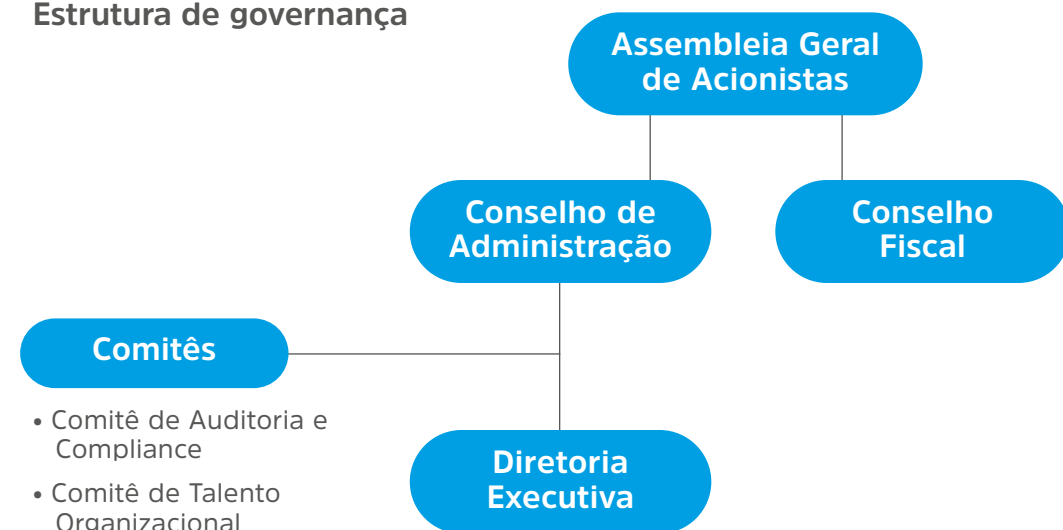 Estrutura de governança
Assembleia Geral
de Acionistas
Conselho de
Administração
Conselho
Fiscal
Comitês
• Comitê de Auditoria e
Compliance
• Comitê de Talento
Organizacional
Diretoria
Executiva